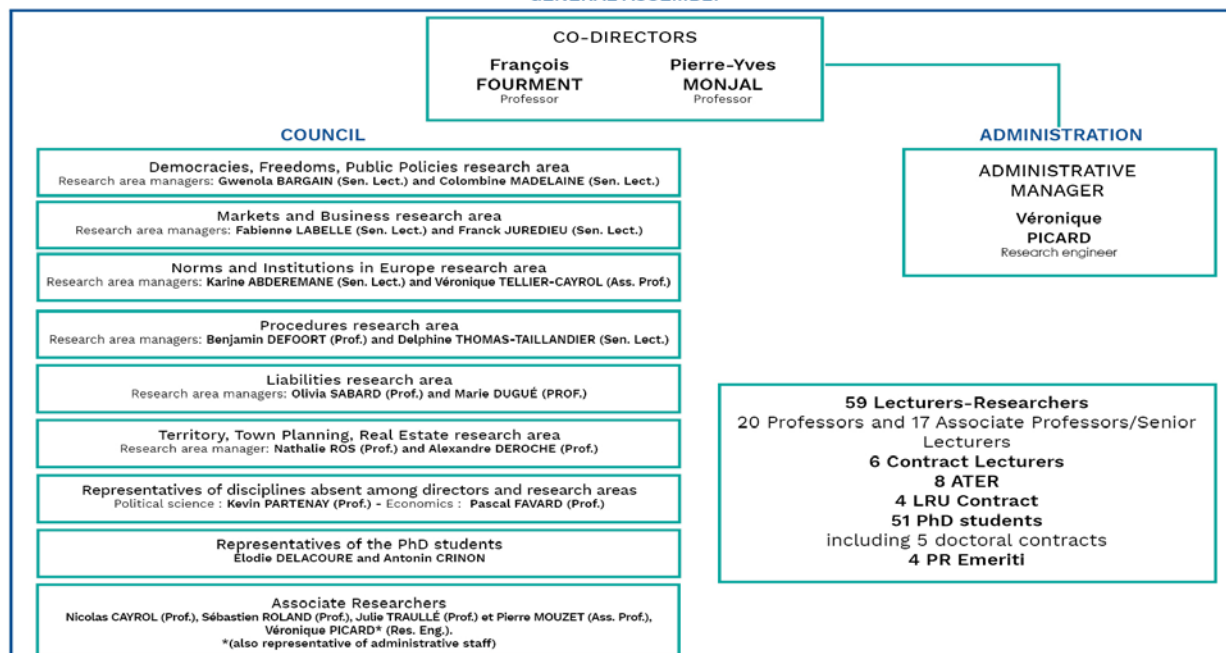 GENERAL ASSEMBLY
CO-DIRECTORS
François
FOURMENT
Professor
Pierre-Yves
MONJAL
Professor
COUNCIL
Democracies, Freedoms, Public Policies research area
Research area managers: Gwenola BARGAIN (Sen. Lect.) and Colombine MADELAINE (Sen. Lect.)
Markets and Business research area
Research area managers: Fabienne LABELLE (Sen. Lect.) and Franck JUREDIEU (Sen. Lect.)
Norms and Institutions in Europe research area
Research area managers: Karine ABDEREMANE (Sen. Lect.) and Véronique TELLIER-CAYROL (Ass. Prof.)
Procedures research area
Research area managers: Benjamin DEFOORT (Prof.) and Delphine THOMAS-TAILLANDIER (Sen. Lect.)
Liabilities research area
Research area managers: Olivia SABARD (Prof.) and Marie DUGUÉ (PROF.)
Territory, Town Planning, Real Estate research area
Research area manager: Nathalie ROS (Prof.) and Alexandre DEROCHE (Prof.)
Representatives of disciplines absent among directors and research areas
Political science : Kevin PARTENAY (Prof.) - Economics : Pascal FAVARD (Prof.)
Representatives of the PhD students
Élodie DELACOURE and Antonin CRINON
Associate Researchers
Nicolas CAYROL (Prof.), Sébastien ROLAND (Prof.), Julie TRAULLÉ (Prof.) et Pierre MOUZET (Ass. Prof.),
Véronique PICARD* (Res. Eng.).
*(also representative of administrative staff)
ADMINISTRATION
ADMINISTRATIVE
MANAGER
Véronique
PICARD
Research engineer
59 Lecturers-Researchers
20 Professors and 17 Associate Professors/Senior
Lecturers
6 Contract Lecturers
8 ATER
4 LRU Contract
51 PhD students
including 5 doctoral contracts
4 PR Emeriti